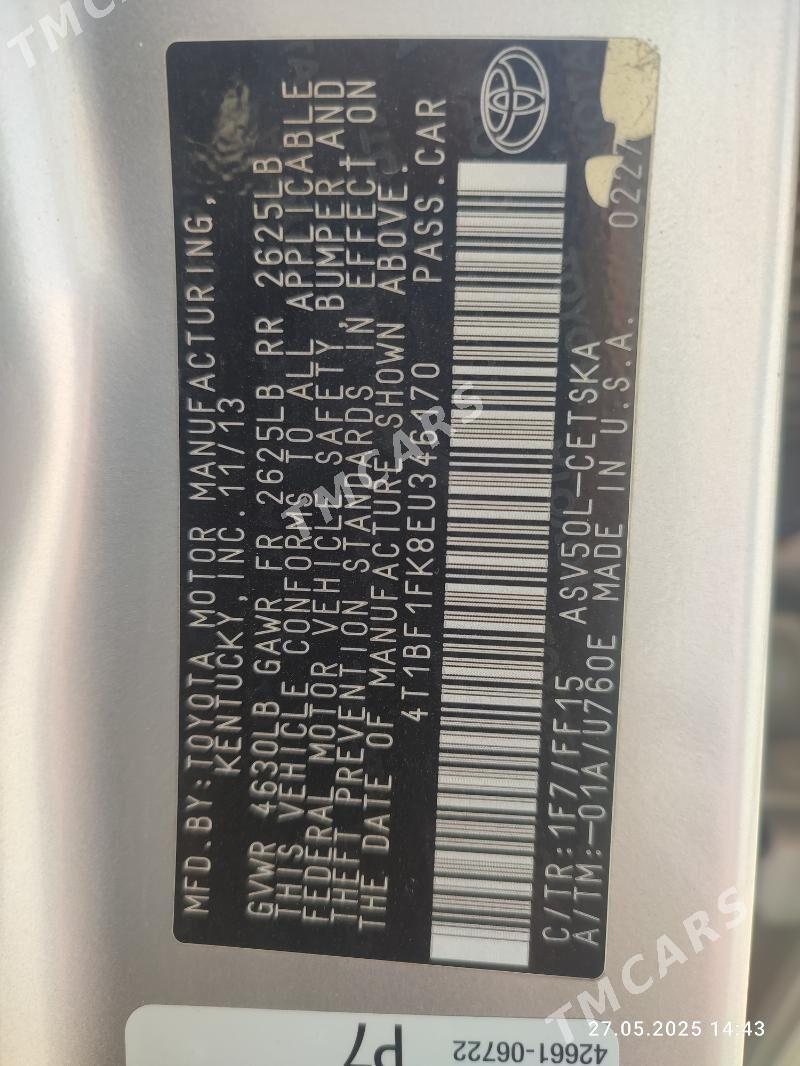 MFD.BY:TOYOTA MOTOR MANUFACTURING,
KENTUCKY,INC.11/13
GVWR 4630LB GAWR FR 2625LB RR 2625LB
THIS VEHICLE CONFORMS TO ALL APPLICABLE
FEDERAL MOTOR VEHICLE SAFETY, BUMPER,AND
THEFT PREVENTION STANDARDS IN EFFECT ON
THE DATE OF MANUFACTURE SHOWN ABOVE.
4T1BF1FK8EU346170 PASS.CAR
C/TR:1F7/FF15 ASV50L-CETSKA
A/TM:-01A/U760E MADE IN U.S.A. 0227
42661-06722
P7
TMCARS
TMCARS
TMCARS
27.05.2025 14:43